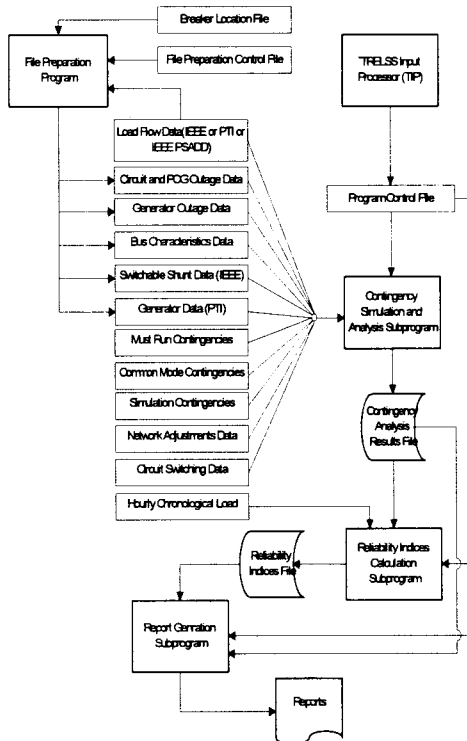 Breaker Location File
File Preparation
Program
File Preparation Control File
TRELSS Input
Processor (TIP)
Load Flow Data(IEEE or PTI or
IEEE PSADD)
Circuit and PCG Outage Data
Program Control File
Generator Outage Data
Bus Characteristics Data
Switchable Shunt Data (IEEE)
Generator Data (PTI)
Contingency
Simulation and
Analysis Subprogram
Must Run Contingencies
Common Mode Contingencies
Simulation Contingencies
Network Adjustments Data
Circuit Switching Data
Contingency
Analysis
Results File
Hourly Chronological Load
Reliability
Indices File
Reliability Indices
Calculation
Subprogram
Report Genration
Subprogram
Reports